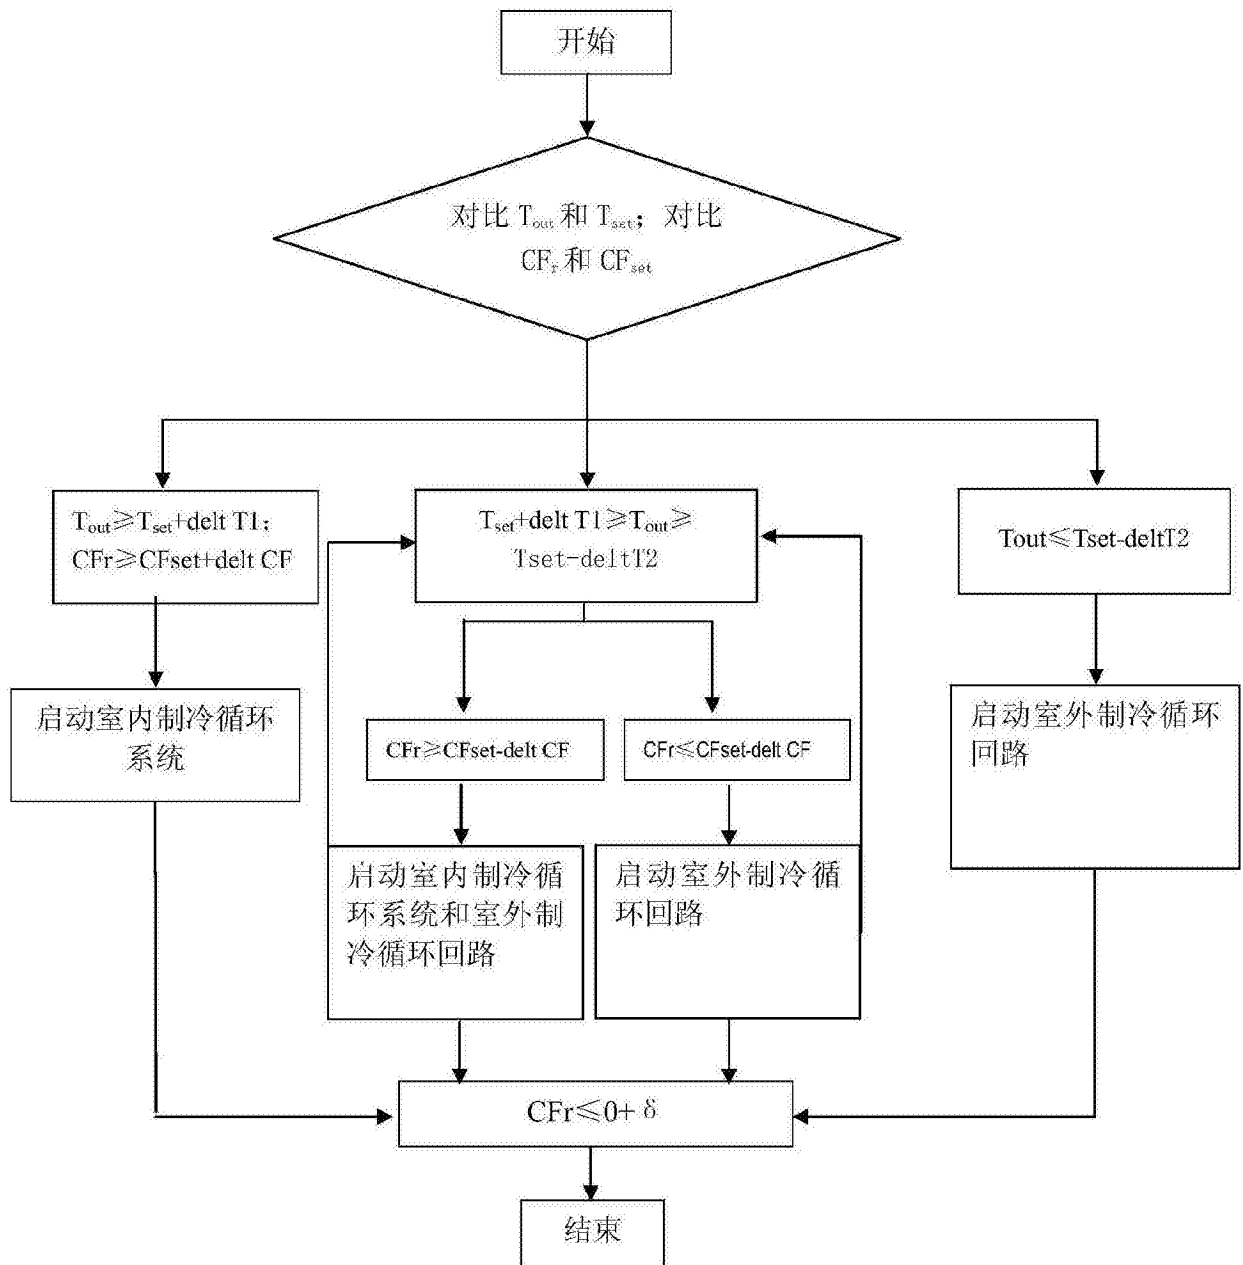 开始
对比 Tout 和 Tset；对比
CFr 和 CFset
Tout≥Tset+delt T1；
CFr≥CFset+delt CF
Tset+delt T1≥Tout≥
Tset-deltT2
Tout≤Tset-deltT2
启动室内制冷循环
系统
CFr≥CFset-delt CF
CFr≤CFset-delt CF
启动室外制冷循环
回路
启动室内制冷循
环系统和室外制
冷循环回路
启动室外制冷循
环回路
CFr≤0+δ
结束